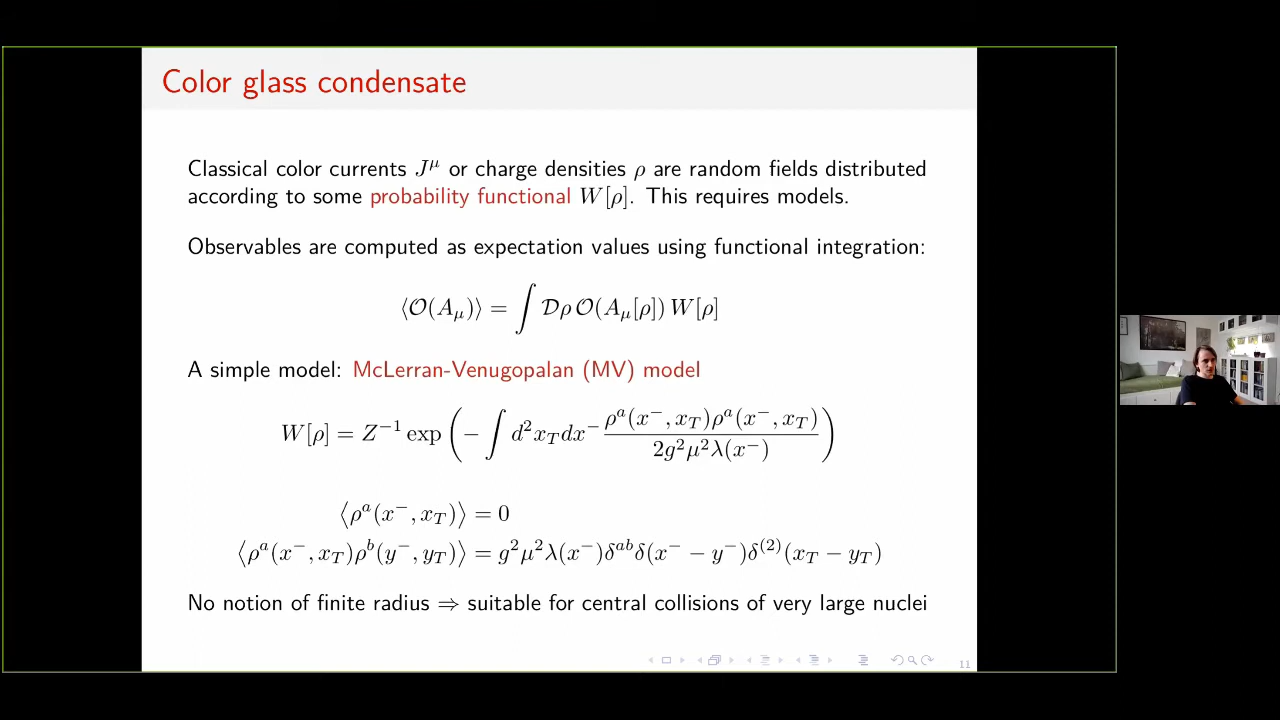 Color glass condensate
Classical color currents J^μ or charge densities ρ are random fields distributed
according to some probability functional W[ρ]. This requires models.
Observables are computed as expectation values using functional integration:
⟨𝒪(A_μ)⟩ = ∫ 𝒟ρ 𝒪(A_μ[ρ]) W[ρ]
A simple model: McLerran-Venugopalan (MV) model
W[ρ] = Z^{-1} exp ( − ∫ d^2x_T dx^− \frac{ρ^a(x^−, x_T)ρ^a(x^−, x_T)}{2g^2μ^2λ(x^−)} )
⟨ρ^a(x^−, x_T)⟩ = 0
⟨ρ^a(x^−, x_T)ρ^b(y^−, y_T)⟩ = g^2μ^2λ(x^−)δ^{ab}δ(x^− − y^−)δ^{(2)}(x_T − y_T)
No notion of finite radius ⇒ suitable for central collisions of very large nuclei
11